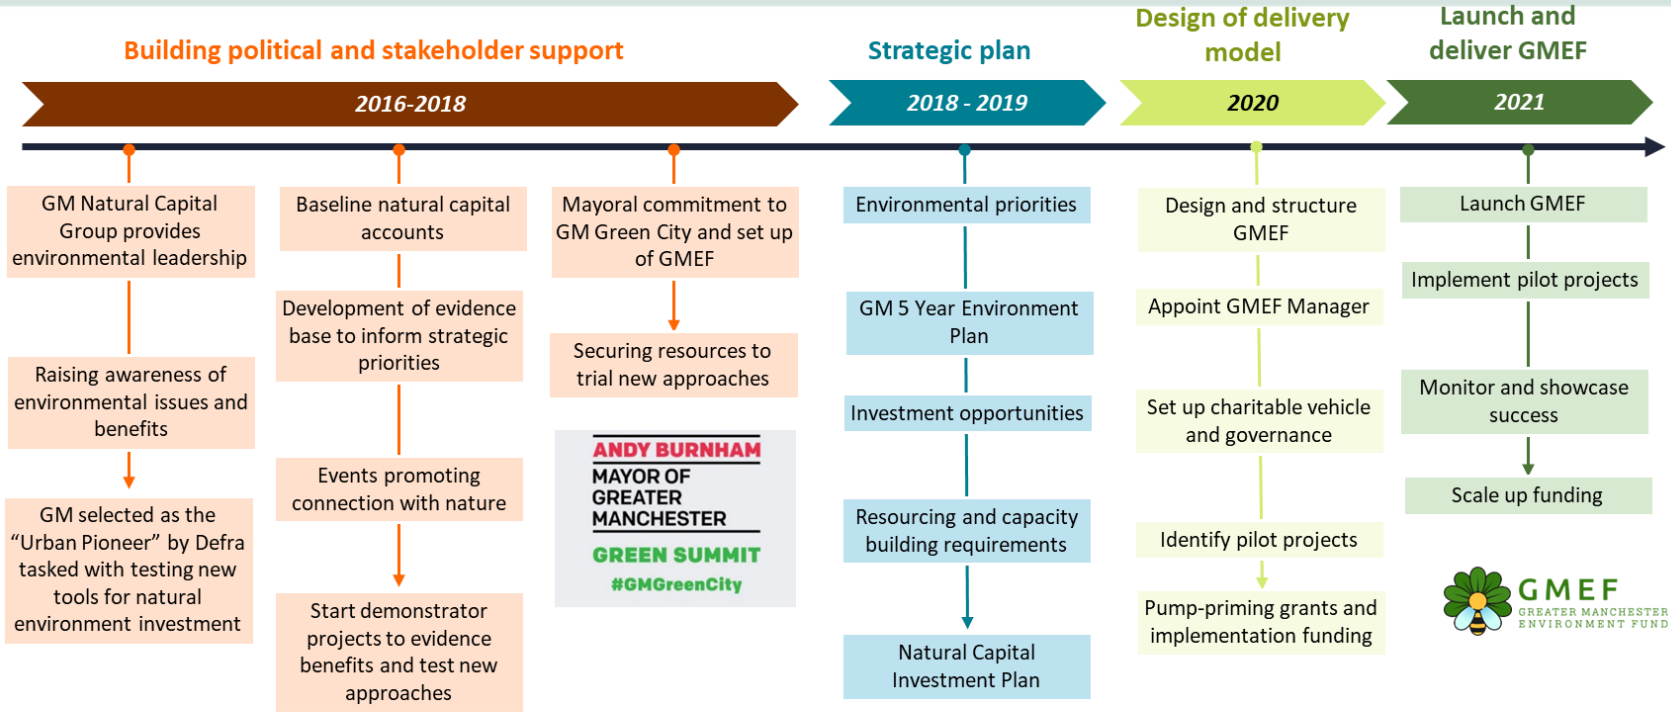 Building political and stakeholder support
Strategic plan
Design of delivery
model
Launch and
deliver GMEF
2016-2018
2018 - 2019
2020
2021
GM Natural Capital
Group provides
environmental leadership
Raising awareness of
environmental issues and
benefits
GM selected as the
“Urban Pioneer” by Defra
tasked with testing new
tools for natural
environment investment
Baseline natural capital
accounts
Development of evidence
base to inform strategic
priorities
Events promoting
connection with nature
Start demonstrator
projects to evidence
benefits and test new
approaches
Mayoral commitment to
GM Green City and set up
of GMEF
Securing resources to
trial new approaches
ANDY BURNHAM
MAYOR OF
GREATER
MANCHESTER
GREEN SUMMIT
#GMGreenCity
Environmental priorities
GM 5 Year Environment
Plan
Investment opportunities
Resourcing and capacity
building requirements
Natural Capital
Investment Plan
Design and structure
GMEF
Appoint GMEF Manager
Set up charitable vehicle
and governance
Identify pilot projects
Pump-priming grants and
implementation funding
Launch GMEF
Implement pilot projects
Monitor and showcase
success
Scale up funding
GMEF
GREATER MANCHESTER
ENVIRONMENT FUND